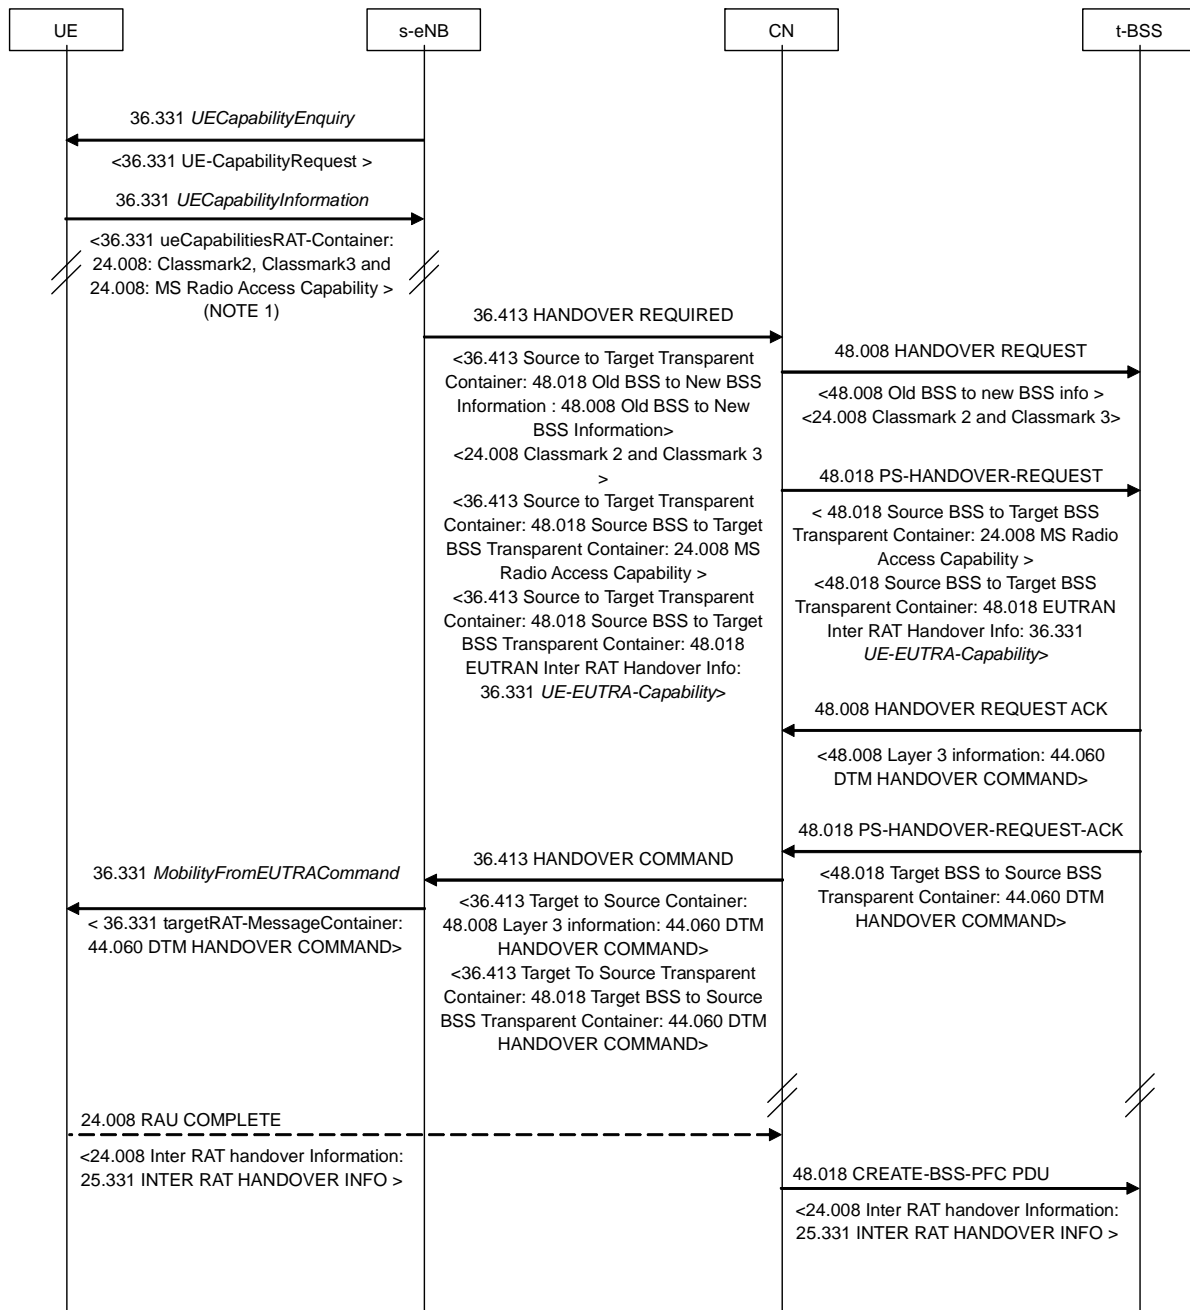 UE
s-eNB
CN
t-BSS
36.331 UECapabilityEnquiry
<36.331 UE-CapabilityRequest >
36.331 UECapabilityInformation
<36.331 ueCapabilitiesRAT-Container:
24.008: Classmark2, Classmark3 and
24.008: MS Radio Access Capability >
(NOTE 1)
36.413 HANDOVER REQUIRED
<36.413 Source to Target Transparent
Container: 48.018 Old BSS to New BSS
Information : 48.008 Old BSS to New
BSS Information>
<24.008 Classmark 2 and Classmark 3
>
<36.413 Source to Target Transparent
Container: 48.018 Source BSS to Target
BSS Transparent Container: 24.008 MS
Radio Access Capability >
<36.413 Source to Target Transparent
Container: 48.018 Source BSS to Target
BSS Transparent Container: 48.018
EUTRAN Inter RAT Handover Info:
36.331 UE-EUTRA-Capability>
48.008 HANDOVER REQUEST
<48.008 Old BSS to new BSS info >
<24.008 Classmark 2 and Classmark 3>
48.018 PS-HANDOVER-REQUEST
< 48.018 Source BSS to Target BSS
Transparent Container: 24.008 MS Radio
Access Capability >
<48.018 Source BSS to Target BSS
Transparent Container: 48.018 EUTRAN
Inter RAT Handover Info: 36.331
UE-EUTRA-Capability>
48.008 HANDOVER REQUEST ACK
<48.008 Layer 3 information: 44.060
DTM HANDOVER COMMAND>
48.018 PS-HANDOVER-REQUEST-ACK
<48.018 Target BSS to Source BSS
Transparent Container: 44.060 DTM
HANDOVER COMMAND>
36.413 HANDOVER COMMAND
<36.413 Target to Source Container:
48.008 Layer 3 information: 44.060 DTM
HANDOVER COMMAND>
<36.413 Target To Source Transparent
Container: 48.018 Target BSS to Source
BSS Transparent Container: 44.060 DTM
HANDOVER COMMAND>
36.331 MobilityFromEUTRACommand
< 36.331 targetRAT-MessageContainer:
44.060 DTM HANDOVER COMMAND>
24.008 RAU COMPLETE
<24.008 Inter RAT handover Information:
25.331 INTER RAT HANDOVER INFO >
48.018 CREATE-BSS-PFC PDU
<24.008 Inter RAT handover Information:
25.331 INTER RAT HANDOVER INFO >